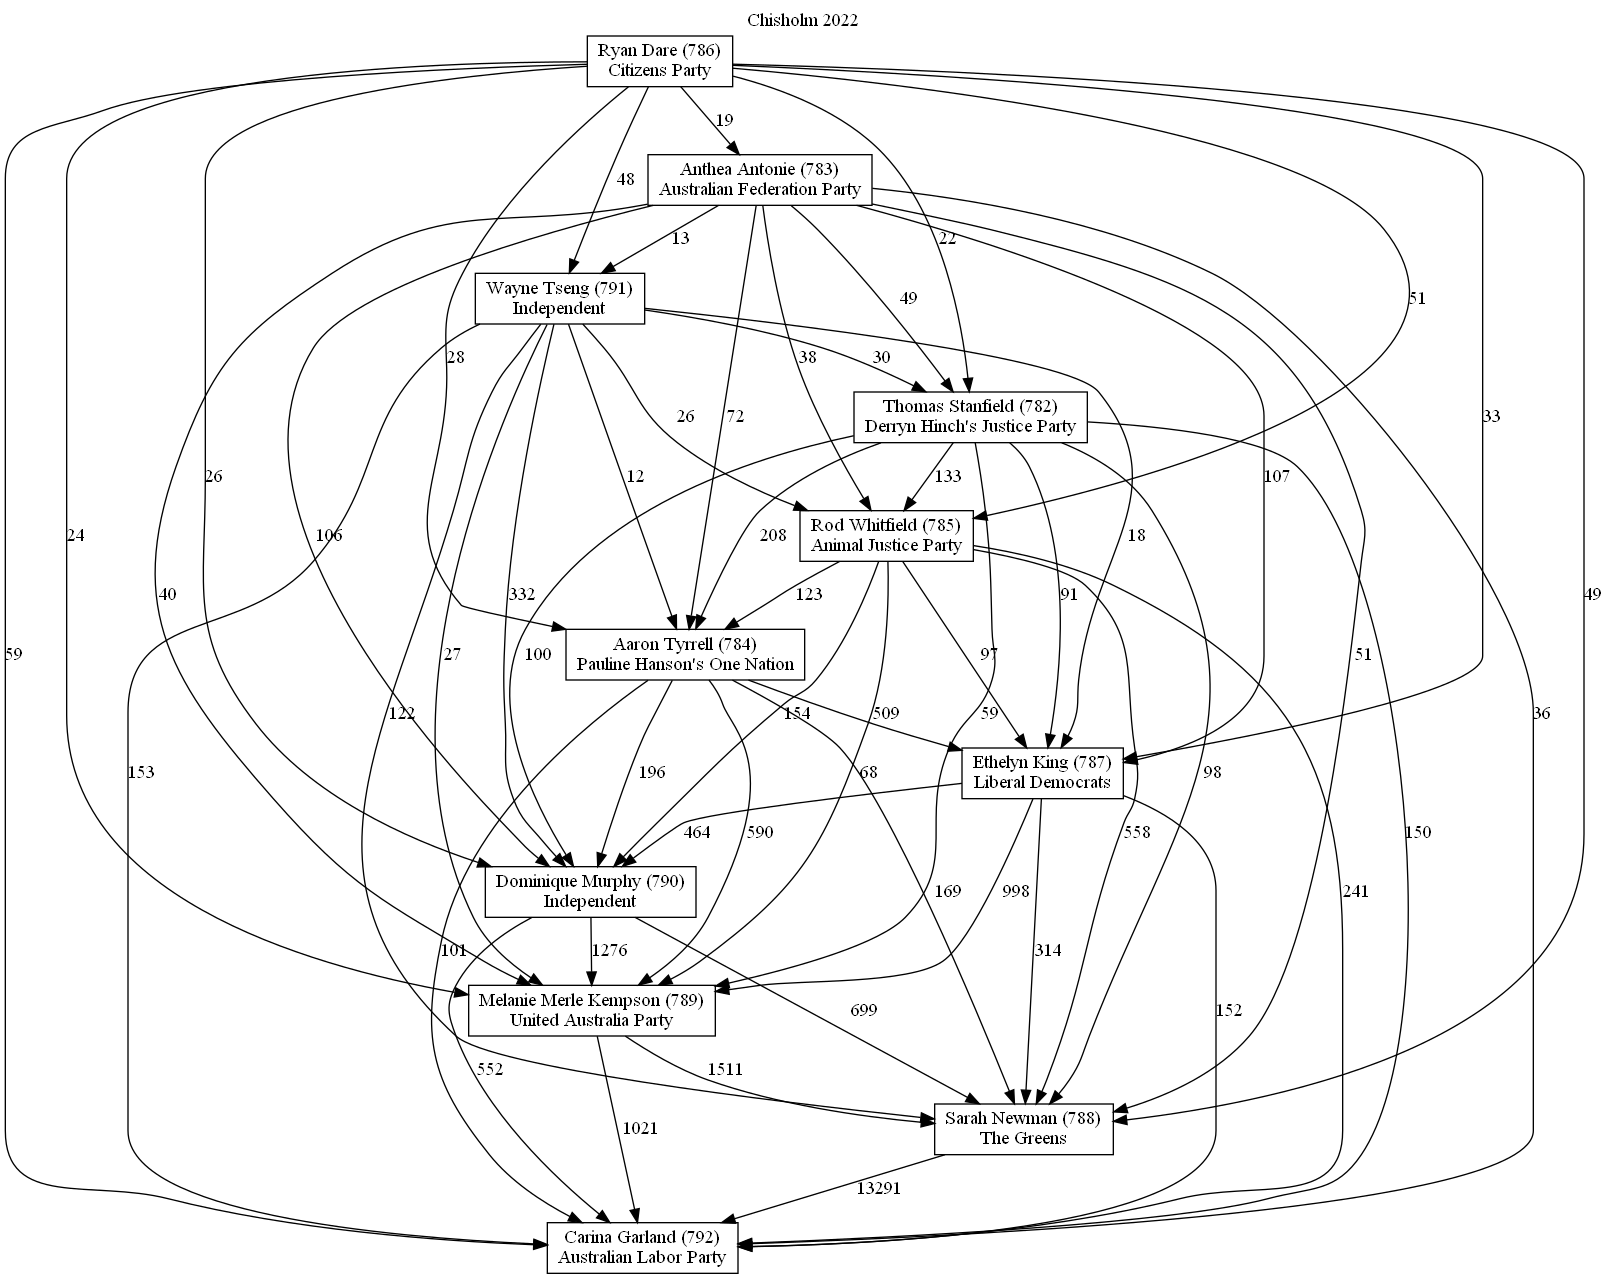 Chisholm 2022
Ryan Dare (786)
Citizens Party
19
Anthea Antonie (783)
Australian Federation Party
48
13
22
Wayne Tseng (791)
Independent
49
51
28
38
30
Thomas Stanfield (782)
Derryn Hinch's Justice Party
26
72
33
26
12
133
107
Rod Whitfield (785)
Animal Justice Party
24
106
208
18
40
332
123
91
49
Aaron Tyrrell (784)
Pauline Hanson's One Nation
59
27
100
97
51
122
154
509
59
36
Ethelyn King (787)
Liberal Democrats
153
196
68
98
464
590
558
150
Dominique Murphy (790)
Independent
169
998
241
101
1276
314
Melanie Merle Kempson (789)
United Australia Party
699
152
552
1511
Sarah Newman (788)
The Greens
1021
13291
Carina Garland (792)
Australian Labor Party